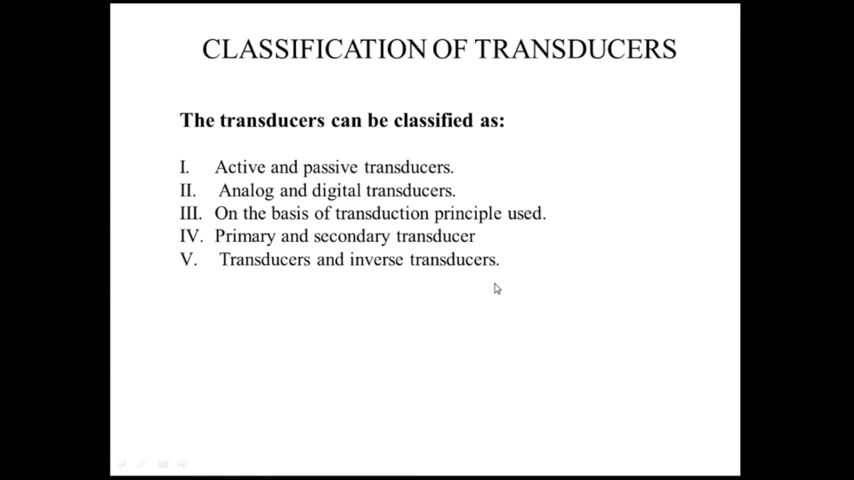 CLASSIFICATION OF TRANSDUCERS
The transducers can be classified as:
I. Active and passive transducers.
II. Analog and digital transducers.
III. On the basis of transduction principle used.
IV. Primary and secondary transducer
V. Transducers and inverse transducers.